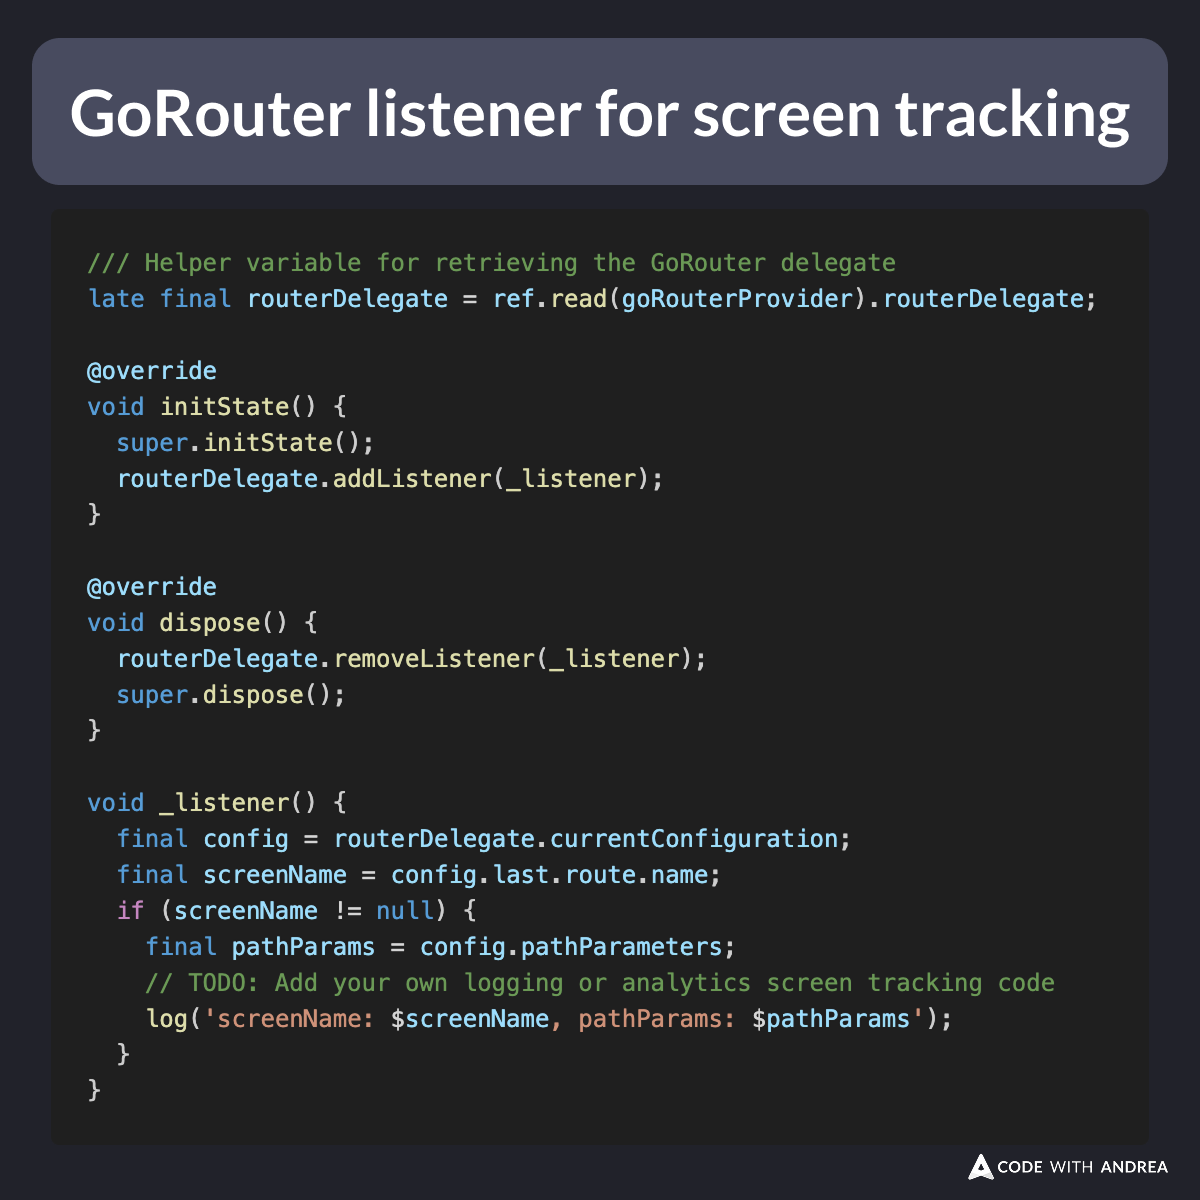 GoRouter listener for screen tracking
/// Helper variable for retrieving the GoRouter delegate
late final routerDelegate = ref.read(goRouterProvider).routerDelegate;
@override
void initState() {
  super.initState();
  routerDelegate.addListener(_listener);
}
@override
void dispose() {
  routerDelegate.removeListener(_listener);
  super.dispose();
}
void _listener() {
  final config = routerDelegate.currentConfiguration;
  final screenName = config.last.route.name;
  if (screenName != null) {
    final pathParams = config.pathParameters;
    // TODO: Add your own logging or analytics screen tracking code
    log('screenName: $screenName, pathParams: $pathParams');
  }
}
CODE WITH ANDREA